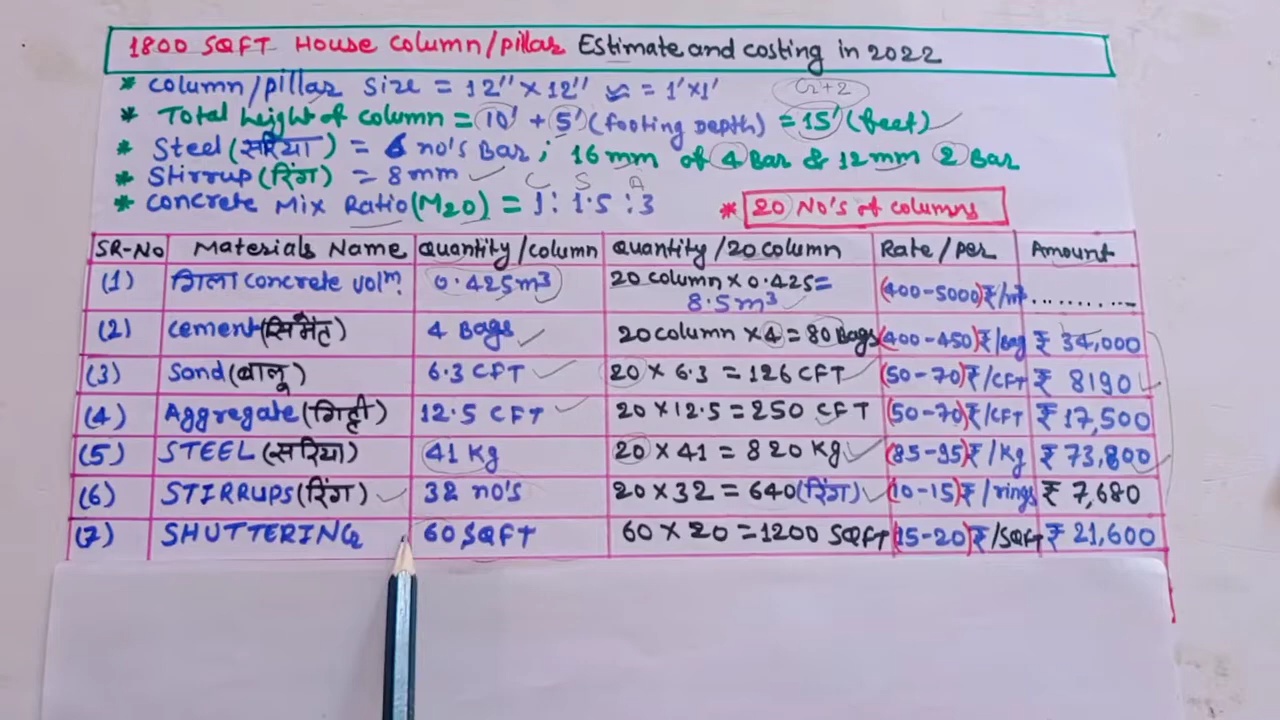 1800 SQFT House Column/pillar Estimate and costing in 2022
* column/pillar size = 12"×12" ≈ = 1'×1' G+2
* Total height of column = 10' + 5' (footing Depth) = 15' (feet)
* Steel (सरिया) = 6 no's Bar; 16 mm of 4 Bar & 12 mm 2 Bar
* Stirrup (रिंग) = 8 mm
C S A
* Concrete Mix Ratio (M20) = 1 : 1.5 : 3 * 20 No's of columns
SR-No Materials Name Quantity/column Quantity/20 column Rate/per Amount
(1) गिला concrete volm. 0.425m³ 20 column × 0.425 = (400-5000)₹/m³ ..........
8.5m³
(2) cement (सिमेंट) 4 Bags 20 column × 4 = 80 Bags (400-450)₹/bag ₹ 34,000
(3) Sand (बालू) 6.3 CFT 20 × 6.3 = 126 CFT (50-70)₹/CFT ₹ 8190
(4) Aggregate (गिट्टी) 12.5 CFT 20 × 12.5 = 250 CFT (50-70)₹/CFT ₹ 17,500
(5) STEEL (सरिया) 41 Kg 20 × 41 = 820 Kg (85-95)₹/Kg ₹ 73,800
(6) STIRRUPS (रिंग) 32 no's 20 × 32 = 640 (रिंग) (10-15)₹/rings ₹ 7,680
(7) SHUTTERING 60 SQFT 60 × 20 = 1200 SQFT (15-20)₹/SQFT ₹ 21,600